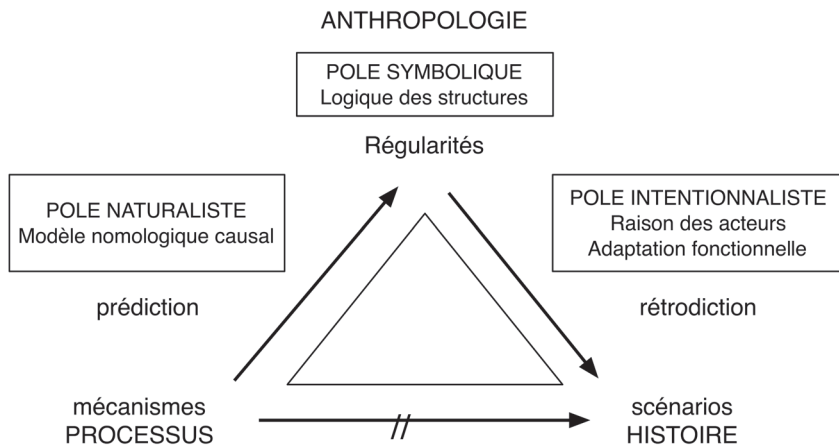 ANTHROPOLOGIE
POLE SYMBOLIQUE
Logique des structures
Régularités
POLE NATURALISTE
Modèle nomologique causal
POLE INTENTIONNALISTE
Raison des acteurs
Adaptation fonctionnelle
prédiction
rétrodiction
mécanismes
PROCESSUS
//
scénarios
HISTOIRE